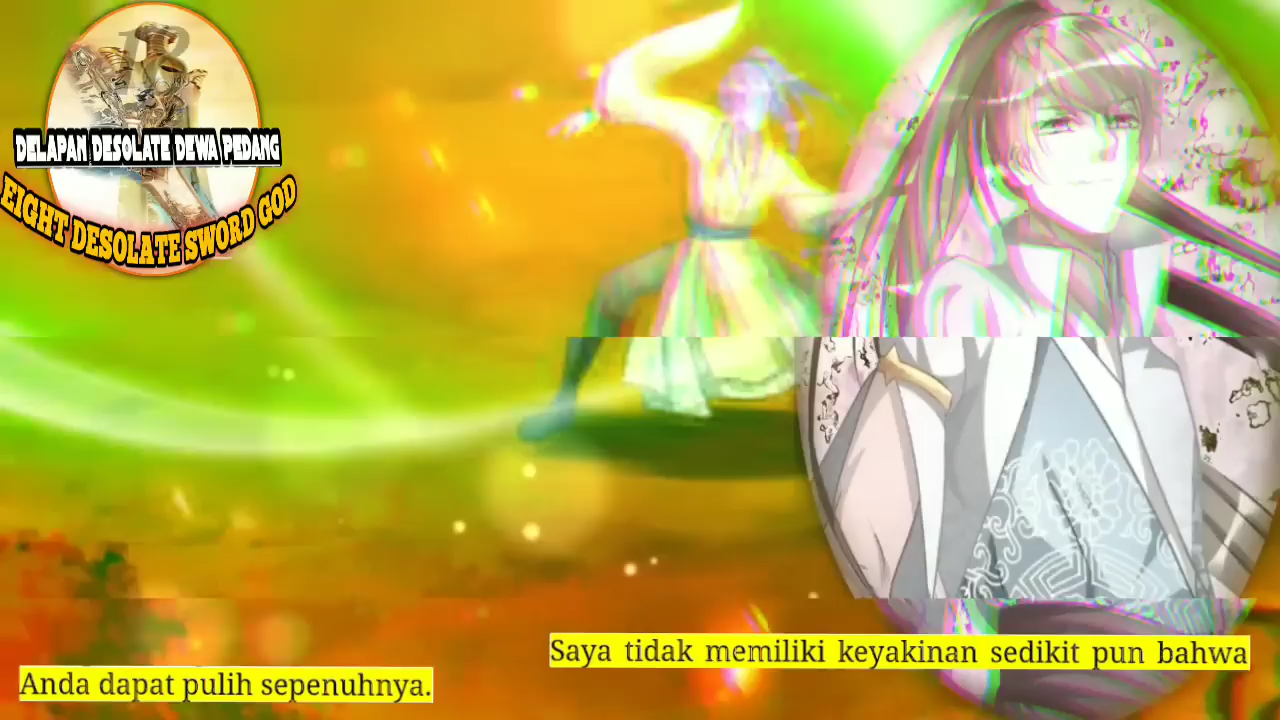 DELAPAN DESOLATE DEWA PEDANG
EIGHT DESOLATE SWORD GOD
Saya tidak memiliki keyakinan sedikit pun bahwa
Anda dapat pulih sepenuhnya.